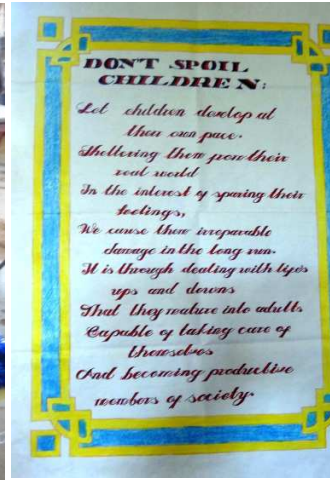 DON'T SPOIL
CHILDREN:
Let children develop at
their own pace.
Sheltering them from their
real world
In the interest of sparing their
feelings,
We cause them irreparable
damage in the long run.
It is through dealing with life's
ups and downs
That they mature into adults
Capable of taking care of
themselves
And becoming productive
members of society.